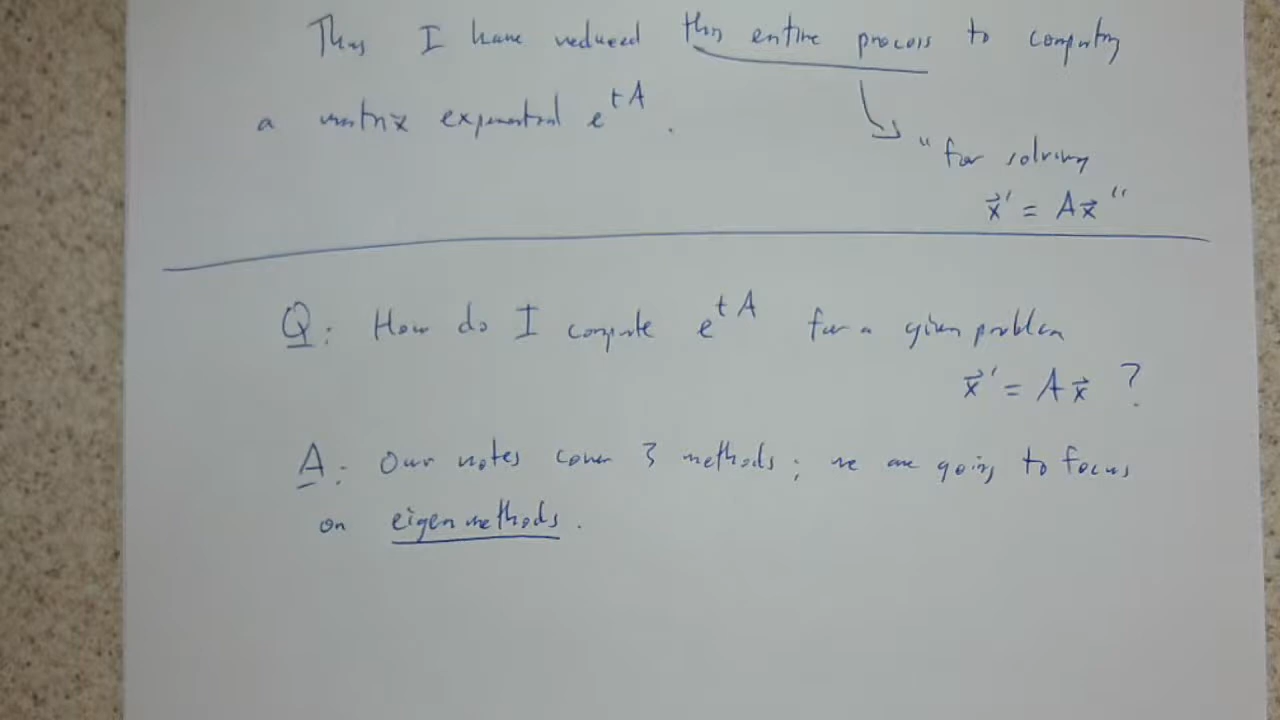 Thus I have reduced this entire process to computing
a matrix exponential e^{tA}.
"for solving
x⃗' = Ax⃗"
Q: How do I compute e^{tA} for a given problem
x⃗' = Ax⃗ ?
A: Our notes cover 3 methods; we are going to focus
on eigenmethods.